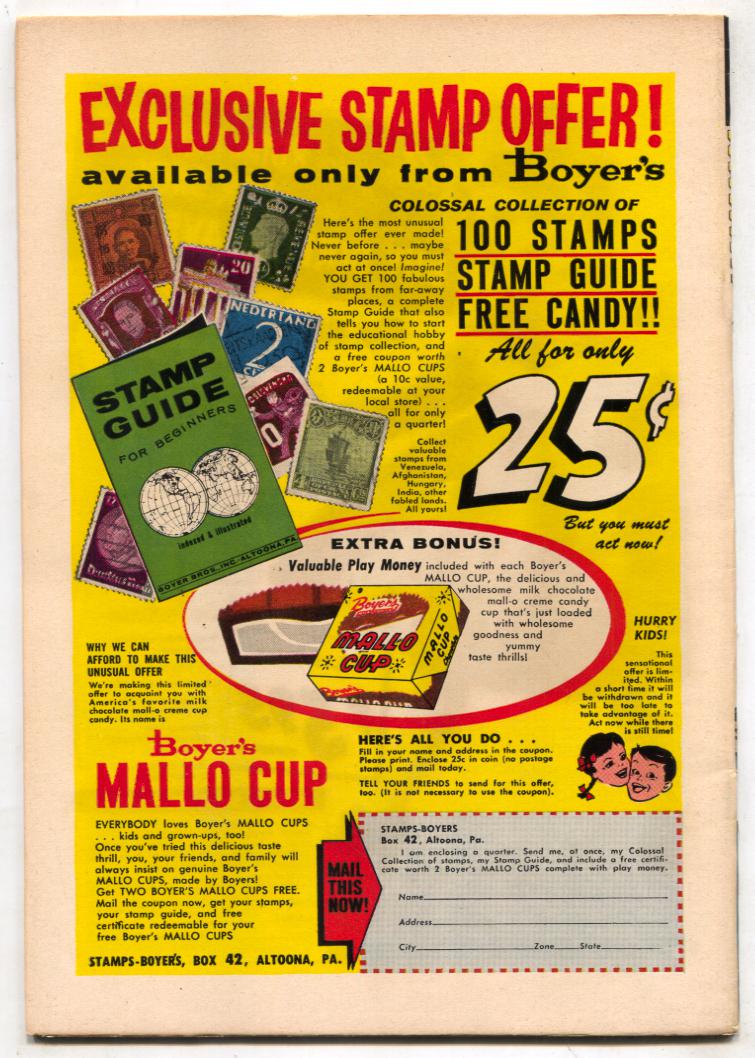 EXCLUSIVE STAMP OFFER!
available only from Boyer's
COLOSSAL COLLECTION OF
100 STAMPS
STAMP GUIDE
FREE CANDY!!
All for only
25¢
But you must
act now!
Here's the most unusual
stamp offer ever made!
Never before . . . maybe
never again, so you must
act at once! Imagine!
YOU GET 100 fabulous
stamps from far-away
places, a complete
Stamp Guide that also
tells you how to start
the educational hobby
of stamp collection, and
a free coupon worth
2 Boyer's MALLO CUPS
(a 10c value,
redeemable at your
local store) . . .
all for only
a quarter!
Collect
valuable
stamps from
Venezuela,
Afghanistan,
Hungary,
India, other
fabled lands.
All yours!
20
NEDERLAND
2
STAMP
GUIDE
FOR BEGINNERS
indexed & illustrated
BOYER BROS., INC. ALTOONA, PA.
EXTRA BONUS!
Valuable Play Money included with each Boyer's
MALLO CUP, the delicious and
wholesome milk chocolate
mall-o creme candy
cup that's just loaded
with wholesome
goodness and
yummy
taste thrills!
Boyer's
MALLO
CUP
MALLO
CUP
Boyer's
MALLO CUP
HURRY
KIDS!
This
sensational
offer is lim-
ited. Within
a short time it will
be withdrawn and it
will be too late to
take advantage of it.
Act now while there
is still time!
WHY WE CAN
AFFORD TO MAKE THIS
UNUSUAL OFFER
We're making this limited
offer to acquaint you with
America's favorite milk
chocolate mall-o creme cup
candy. Its name is
Boyer's
MALLO CUP
EVERYBODY loves Boyer's MALLO CUPS
. . . kids and grown-ups, too!
Once you've tried this delicious taste
thrill, you, your friends, and family will
always insist on genuine Boyer's
MALLO CUPS, made by Boyers!
Get TWO BOYER'S MALLO CUPS FREE.
Mail the coupon now, get your stamps,
your stamp guide, and free
certificate redeemable for your
free Boyer's MALLO CUPS
STAMPS-BOYER'S, BOX 42, ALTOONA, PA.
HERE'S ALL YOU DO . . .
Fill in your name and address in the coupon.
Please print. Enclose 25c in coin (no postage
stamps) and mail today.
TELL YOUR FRIENDS to send for this offer,
too. (It is not necessary to use the coupon).
MAIL
THIS
NOW!
STAMPS-BOYERS
Box 42, Altoona, Pa.
I am enclosing a quarter. Send me, at once, my Colossal
Collection of stamps, my Stamp Guide, and include a free certifi-
cate worth 2 Boyer's MALLO CUPS complete with play money.
Name
Address
City Zone State